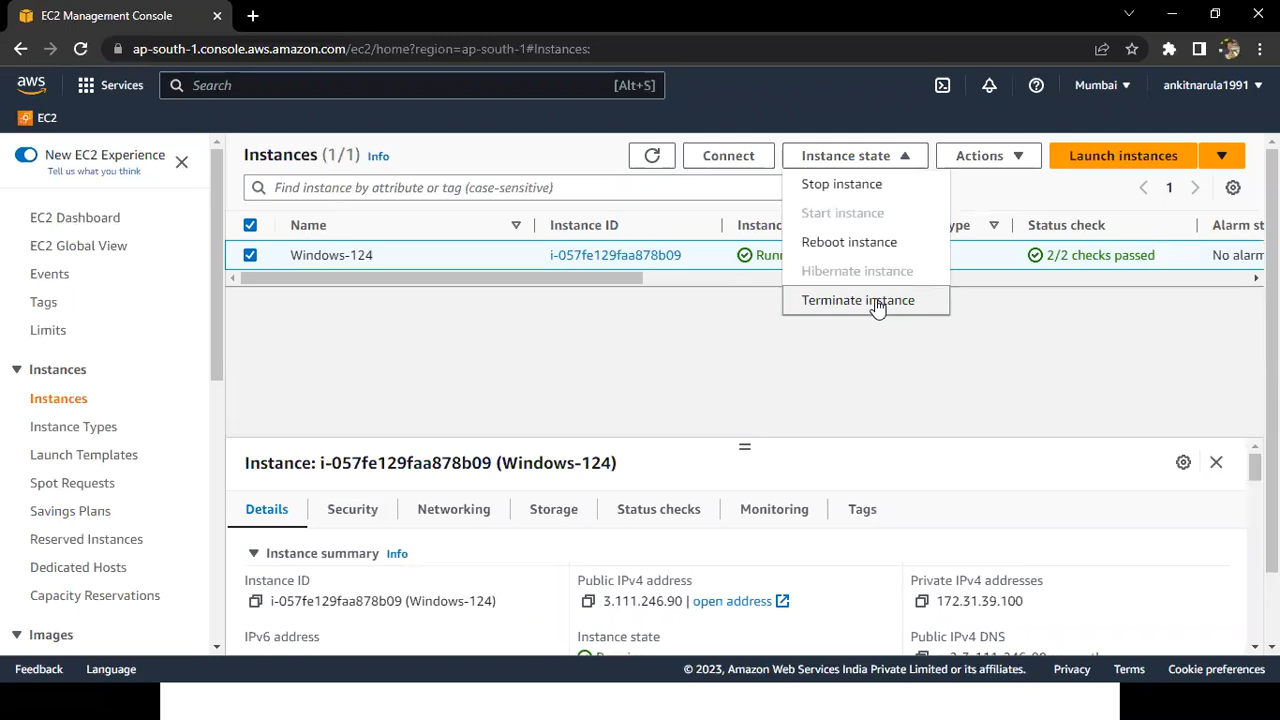 EC2 Management Console
ap-south-1.console.aws.amazon.com/ec2/home?region=ap-south-1#Instances:
aws
Services
Search
[Alt+S]
Mumbai
ankitnarula1991
EC2
New EC2 Experience
Tell us what you think
EC2 Dashboard
EC2 Global View
Events
Tags
Limits
Instances
Instances
Instance Types
Launch Templates
Spot Requests
Savings Plans
Reserved Instances
Dedicated Hosts
Capacity Reservations
Images
Instances (1/1) Info
Connect
Instance state
Actions
Launch instances
Find instance by attribute or tag (case-sensitive)
1
Stop instance
Start instance
Reboot instance
Hibernate instance
Terminate instance
Name
Instance ID
Status check
Windows-124
i-057fe129faa878b09
2/2 checks passed
Instance: i-057fe129faa878b09 (Windows-124)
Details
Security
Networking
Storage
Status checks
Monitoring
Tags
Instance summary Info
Instance ID
i-057fe129faa878b09 (Windows-124)
IPv6 address
Public IPv4 address
3.111.246.90 | open address
Instance state
Private IPv4 addresses
172.31.39.100
Public IPv4 DNS
Feedback
Language
© 2023, Amazon Web Services India Private Limited or its affiliates.
Privacy
Terms
Cookie preferences